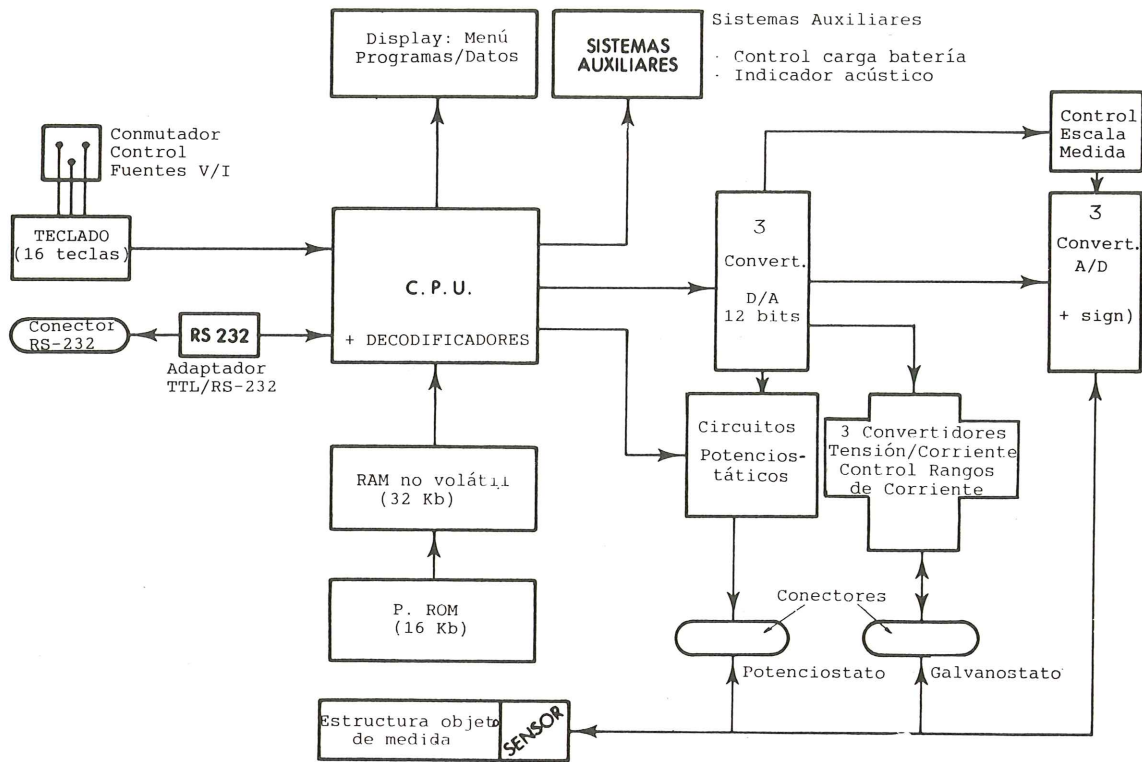 Display: Menú
Programas/Datos
SISTEMAS
AUXILIARES
Sistemas Auxiliares
· Control carga batería
· Indicador acústico
Conmutador
Control
Fuentes V/I
TECLADO
(16 teclas)
Conector
RS-232
RS 232
Adaptador
TTL/RS-232
C.P.U.
+ DECODIFICADORES
RAM no volátil
(32 Kb)
P. ROM
(16 Kb)
3
Convert.
D/A
12 bits
Control
Escala
Medida
3
Convert.
A/D
+ sign)
Circuitos
Potencios-
táticos
3 Convertidores
Tensión/Corriente
Control Rangos
de Corriente
Conectores
Potenciostato
Galvanostato
Estructura objeto
de medida
SENSOR